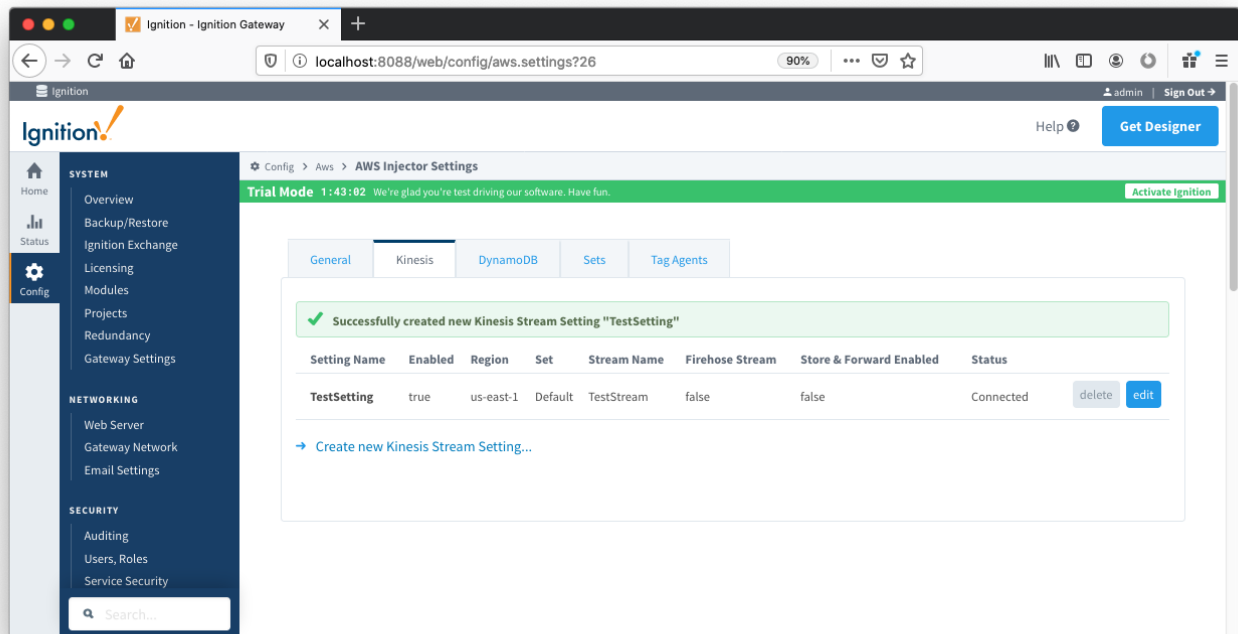 Ignition - Ignition Gateway
localhost:8088/web/config/aws.settings?26
90%
Ignition
admin | Sign Out
Ignition!
Help
Get Designer
Home
Status
Config
SYSTEM
Overview
Backup/Restore
Ignition Exchange
Licensing
Modules
Projects
Redundancy
Gateway Settings
NETWORKING
Web Server
Gateway Network
Email Settings
SECURITY
Auditing
Users, Roles
Service Security
Search...
Config > Aws > AWS Injector Settings
Trial Mode 1:43:02 We're glad you're test driving our software. Have fun.
Activate Ignition
General Kinesis DynamoDB Sets Tag Agents
Successfully created new Kinesis Stream Setting "TestSetting"
Setting Name Enabled Region Set Stream Name Firehose Stream Store & Forward Enabled Status
TestSetting true us-east-1 Default TestStream false false Connected delete edit
Create new Kinesis Stream Setting...